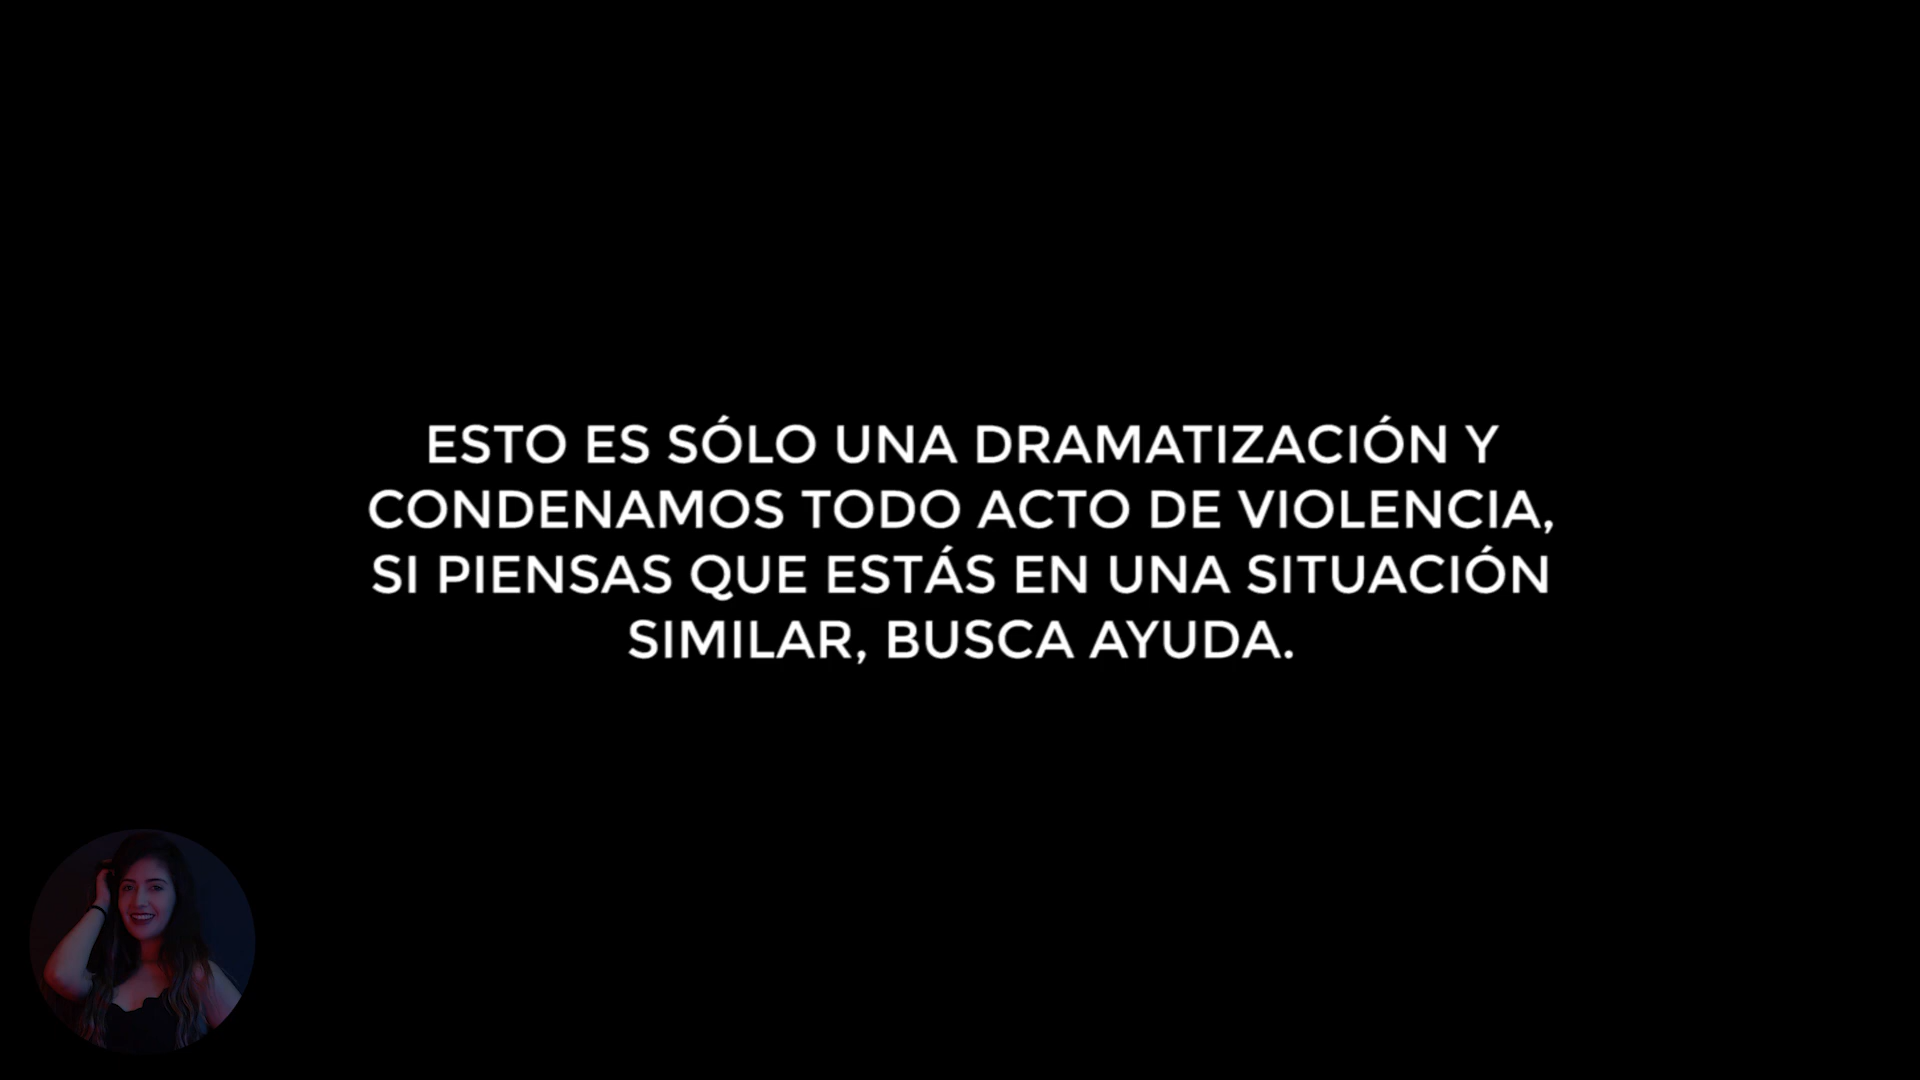 ESTO ES SÓLO UNA DRAMATIZACIÓN Y
CONDENAMOS TODO ACTO DE VIOLENCIA,
SI PIENSAS QUE ESTÁS EN UNA SITUACIÓN
SIMILAR, BUSCA AYUDA.